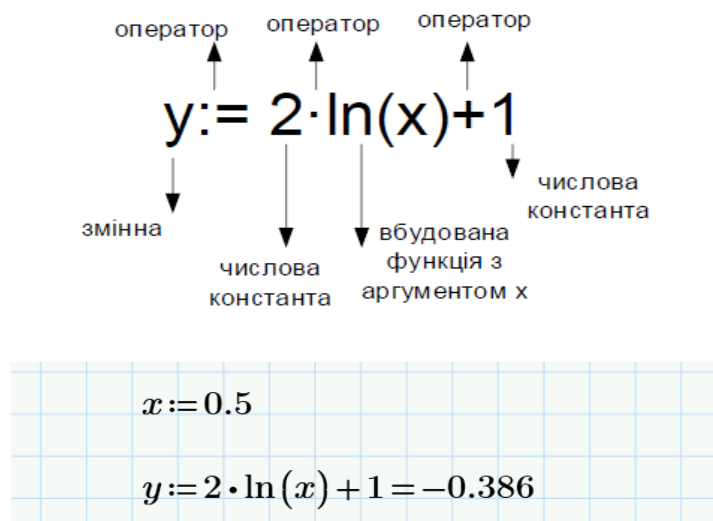 оператор оператор оператор
y:= 2·ln(x)+1
числова
константа
змінна
вбудована
функція з
аргументом x
числова
константа
x:=0.5
y:=2·ln(x)+1=−0.386